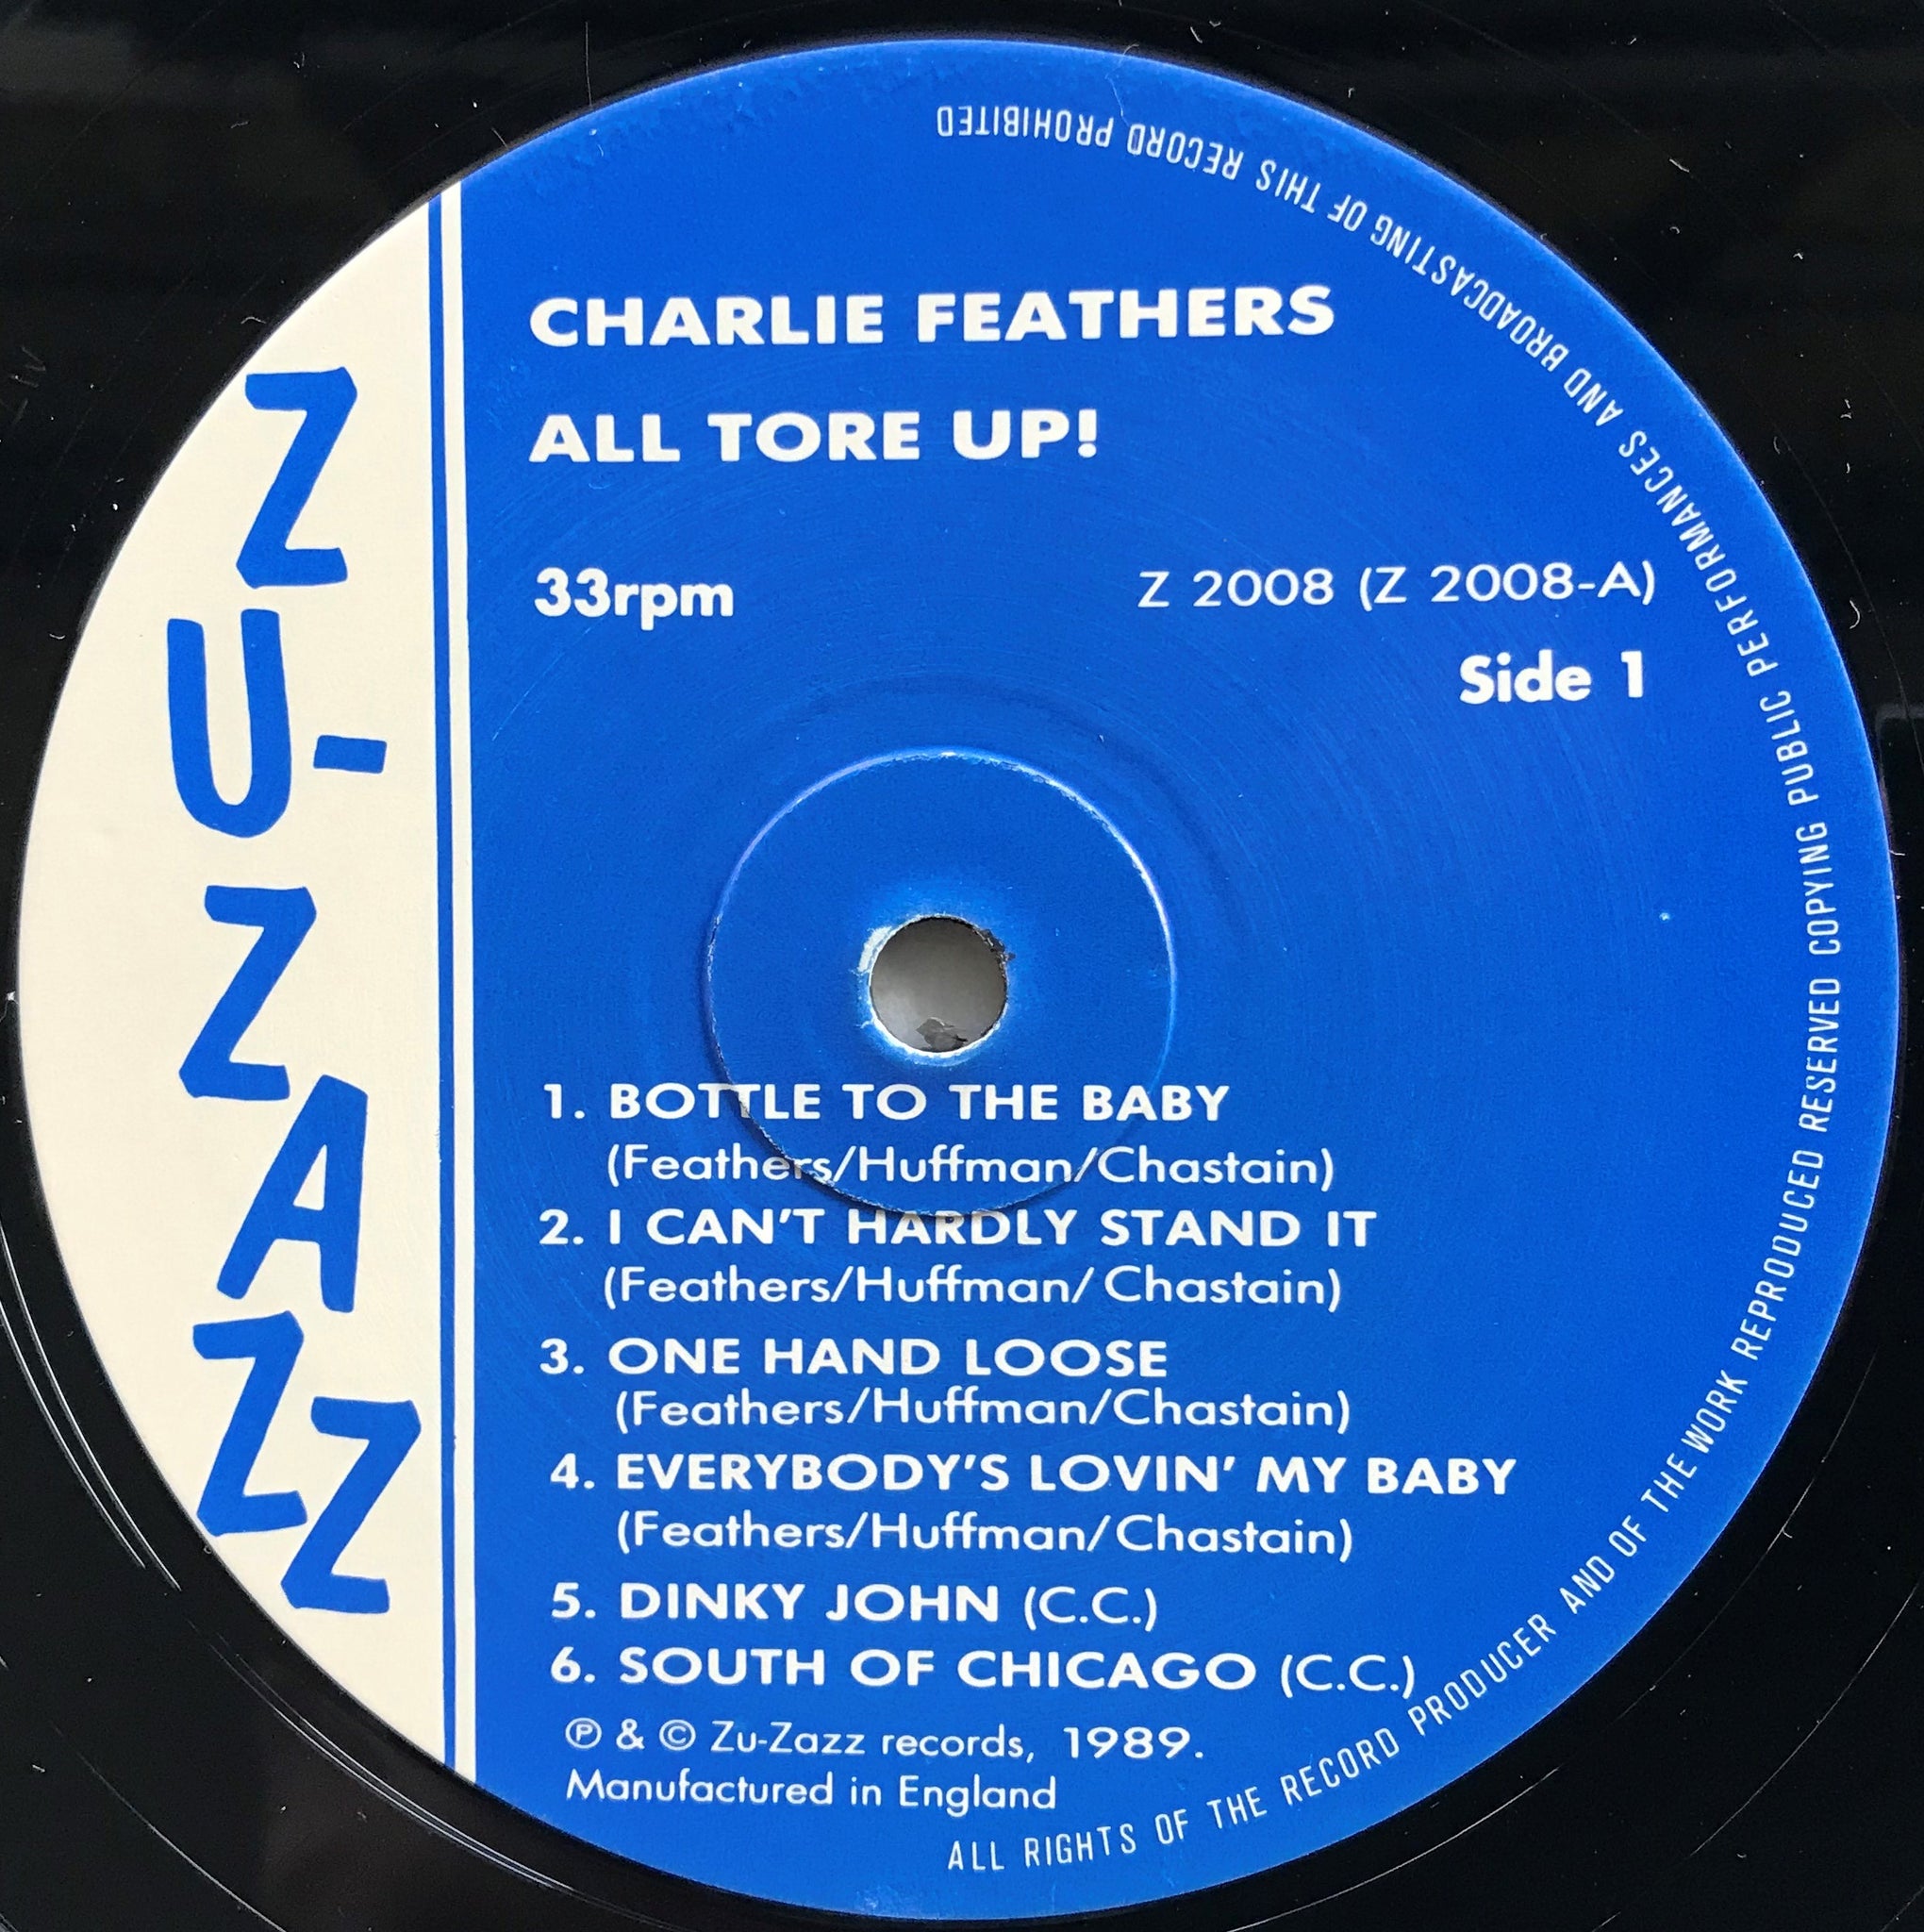 ZU-ZAZZ
CHARLIE FEATHERS
ALL TORE UP!
33rpm
Z 2008 (Z 2008-A)
Side 1
1. BOTTLE TO THE BABY
(Feathers/Huffman/Chastain)
2. I CAN'T HARDLY STAND IT
(Feathers/Huffman/ Chastain)
3. ONE HAND LOOSE
(Feathers/Huffman/Chastain)
4. EVERYBODY'S LOVIN' MY BABY
(Feathers/Huffman/Chastain)
5. DINKY JOHN (C.C.)
6. SOUTH OF CHICAGO (C.C.)
℗ & © Zu-Zazz records, 1989.
Manufactured in England
ALL RIGHTS OF THE RECORD PRODUCER AND OF THE WORK REPRODUCED RESERVED COPYING PUBLIC PERFORMANCES AND BROADCASTING OF THIS RECORD PROHIBITED